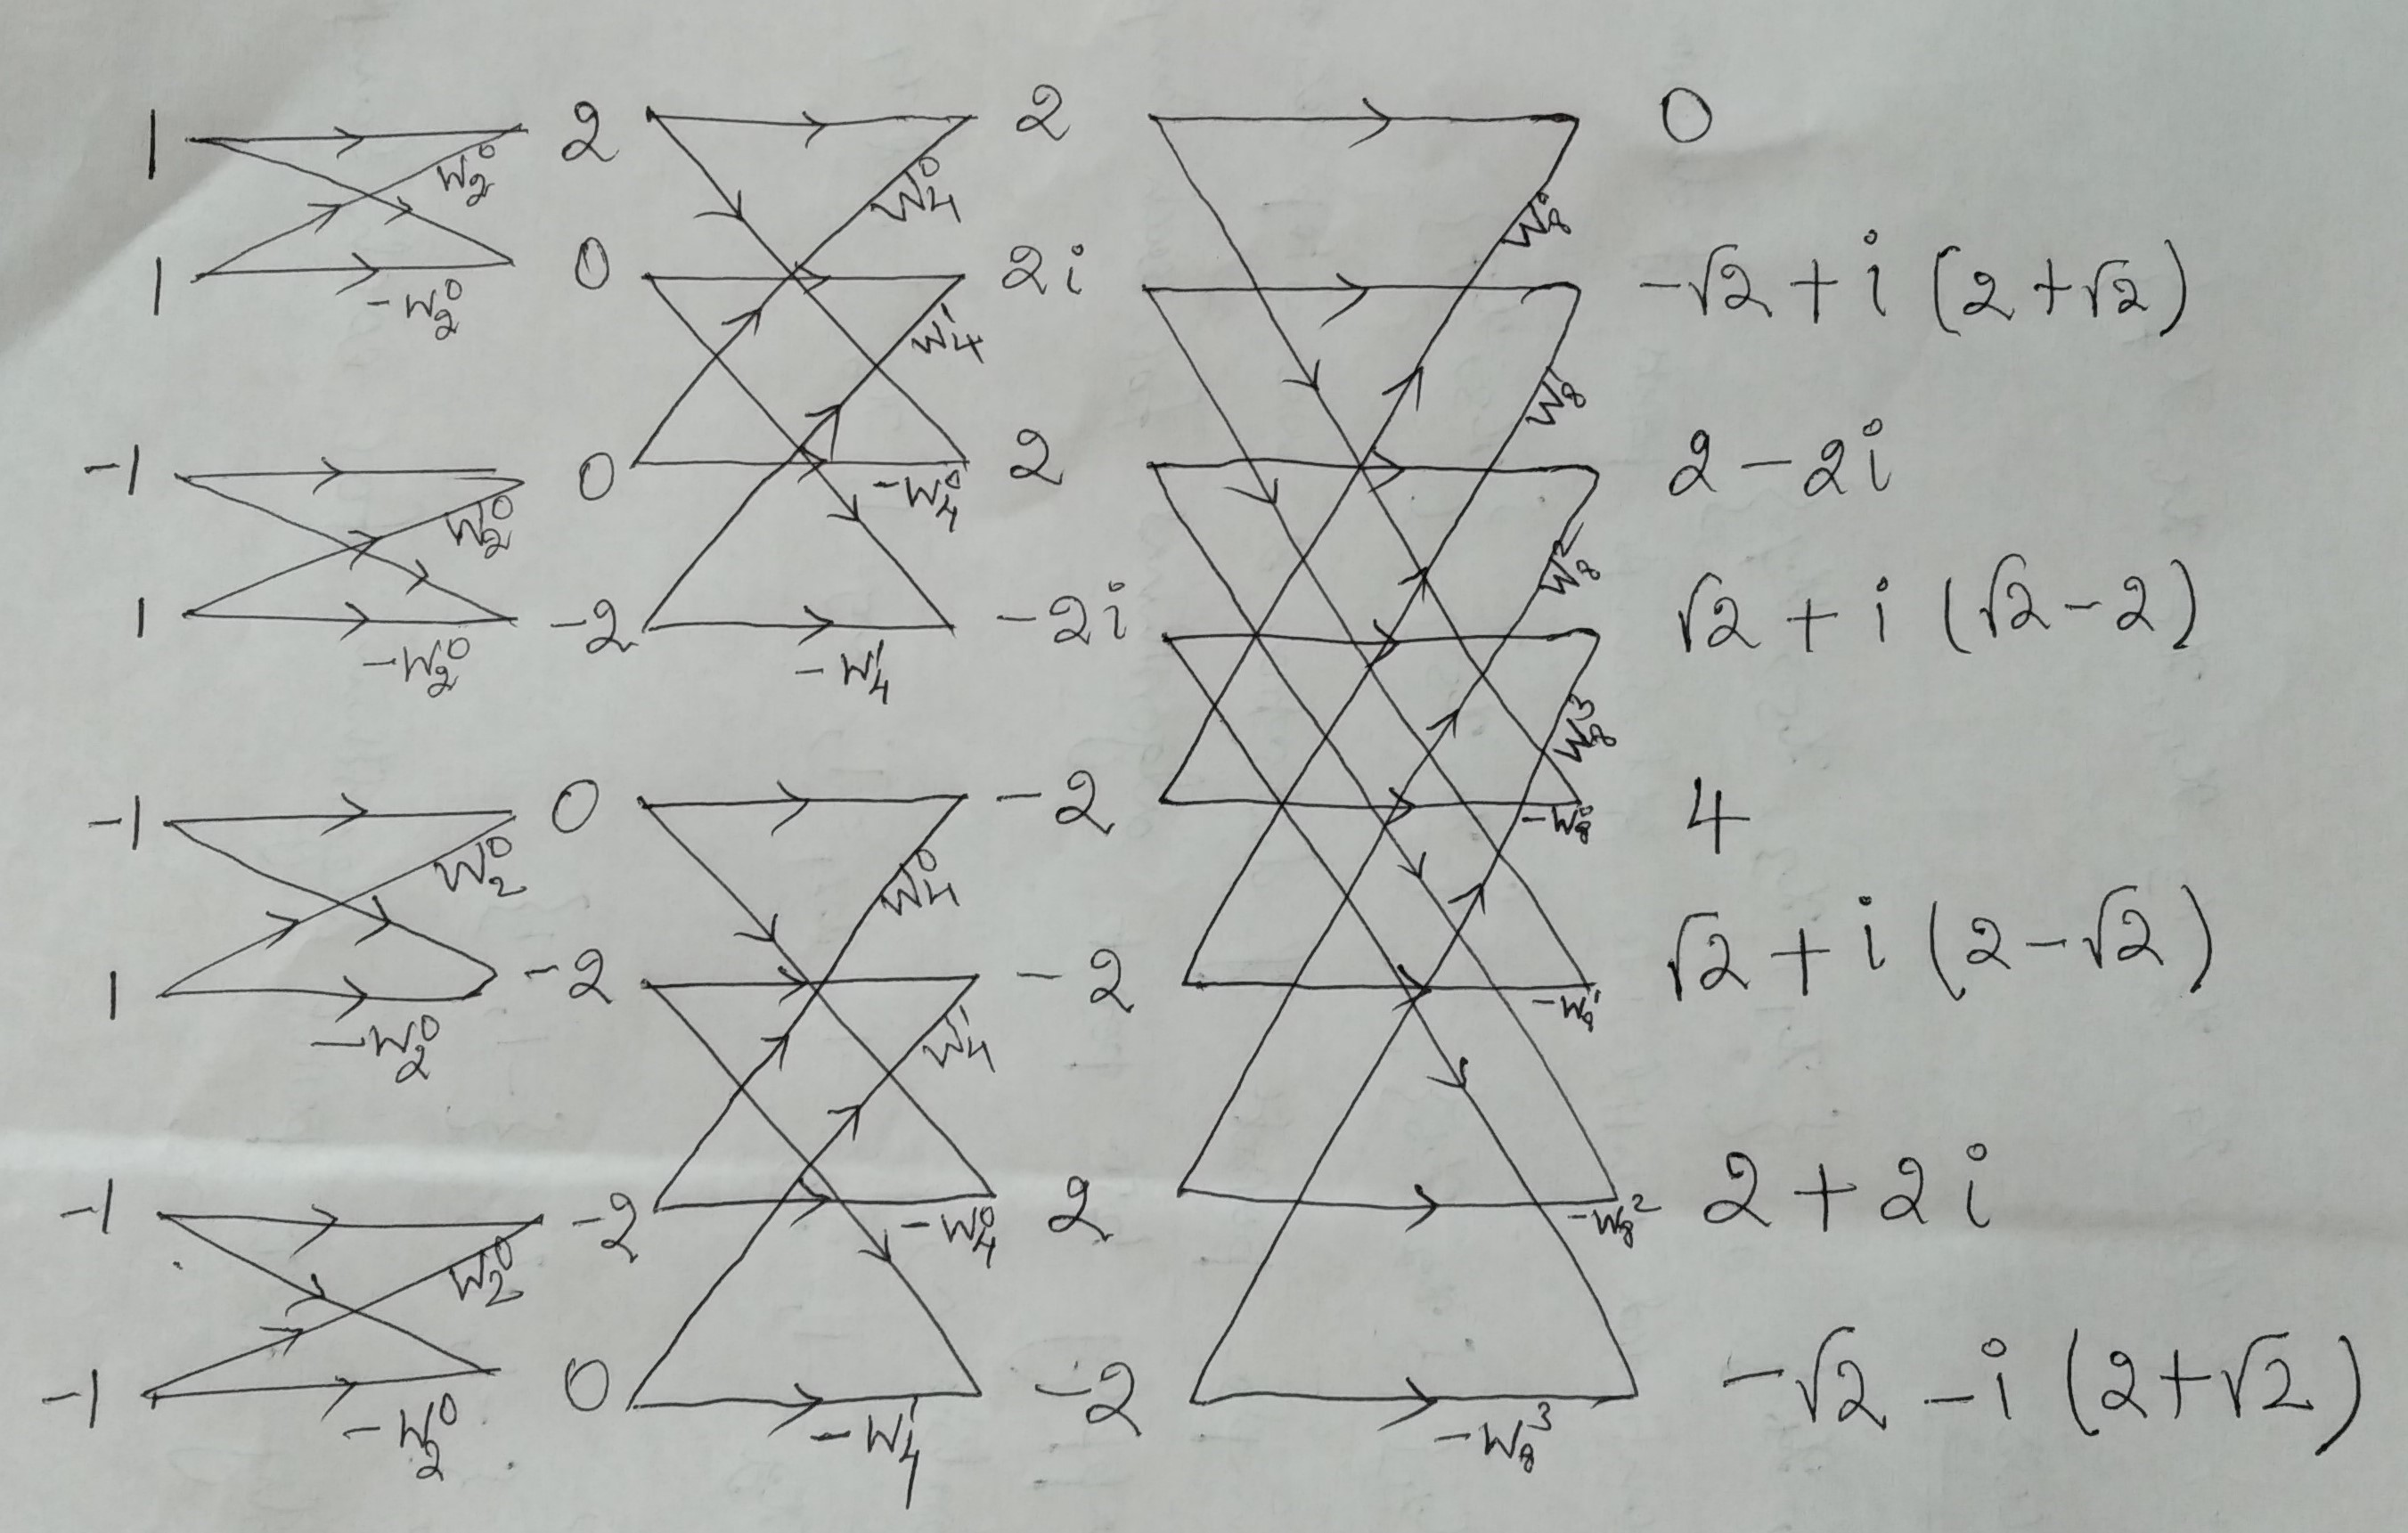 1 2 2 0
W₂⁰ W₄⁰ W₈⁰
1 -W₂⁰ 0 2i -√2 + i (2+√2)
W₄¹ W₈¹
-1 0 2 2-2i
W₂⁰ -W₄⁰ W₈²
1 -W₂⁰ -2 -W₄¹ -2i √2 + i (√2-2)
W₈³
-1 0 -2 -W₈⁰ 4
W₂⁰ W₄⁰
1 -W₂⁰ -2 -2 -W₈¹ √2 + i (2-√2)
W₄¹
-1 -2 -W₄⁰ 2 -W₈² 2+2i
W₂⁰
-1 -W₂⁰ 0 -W₄¹ -2 -W₈³ -√2 - i (2+√2)